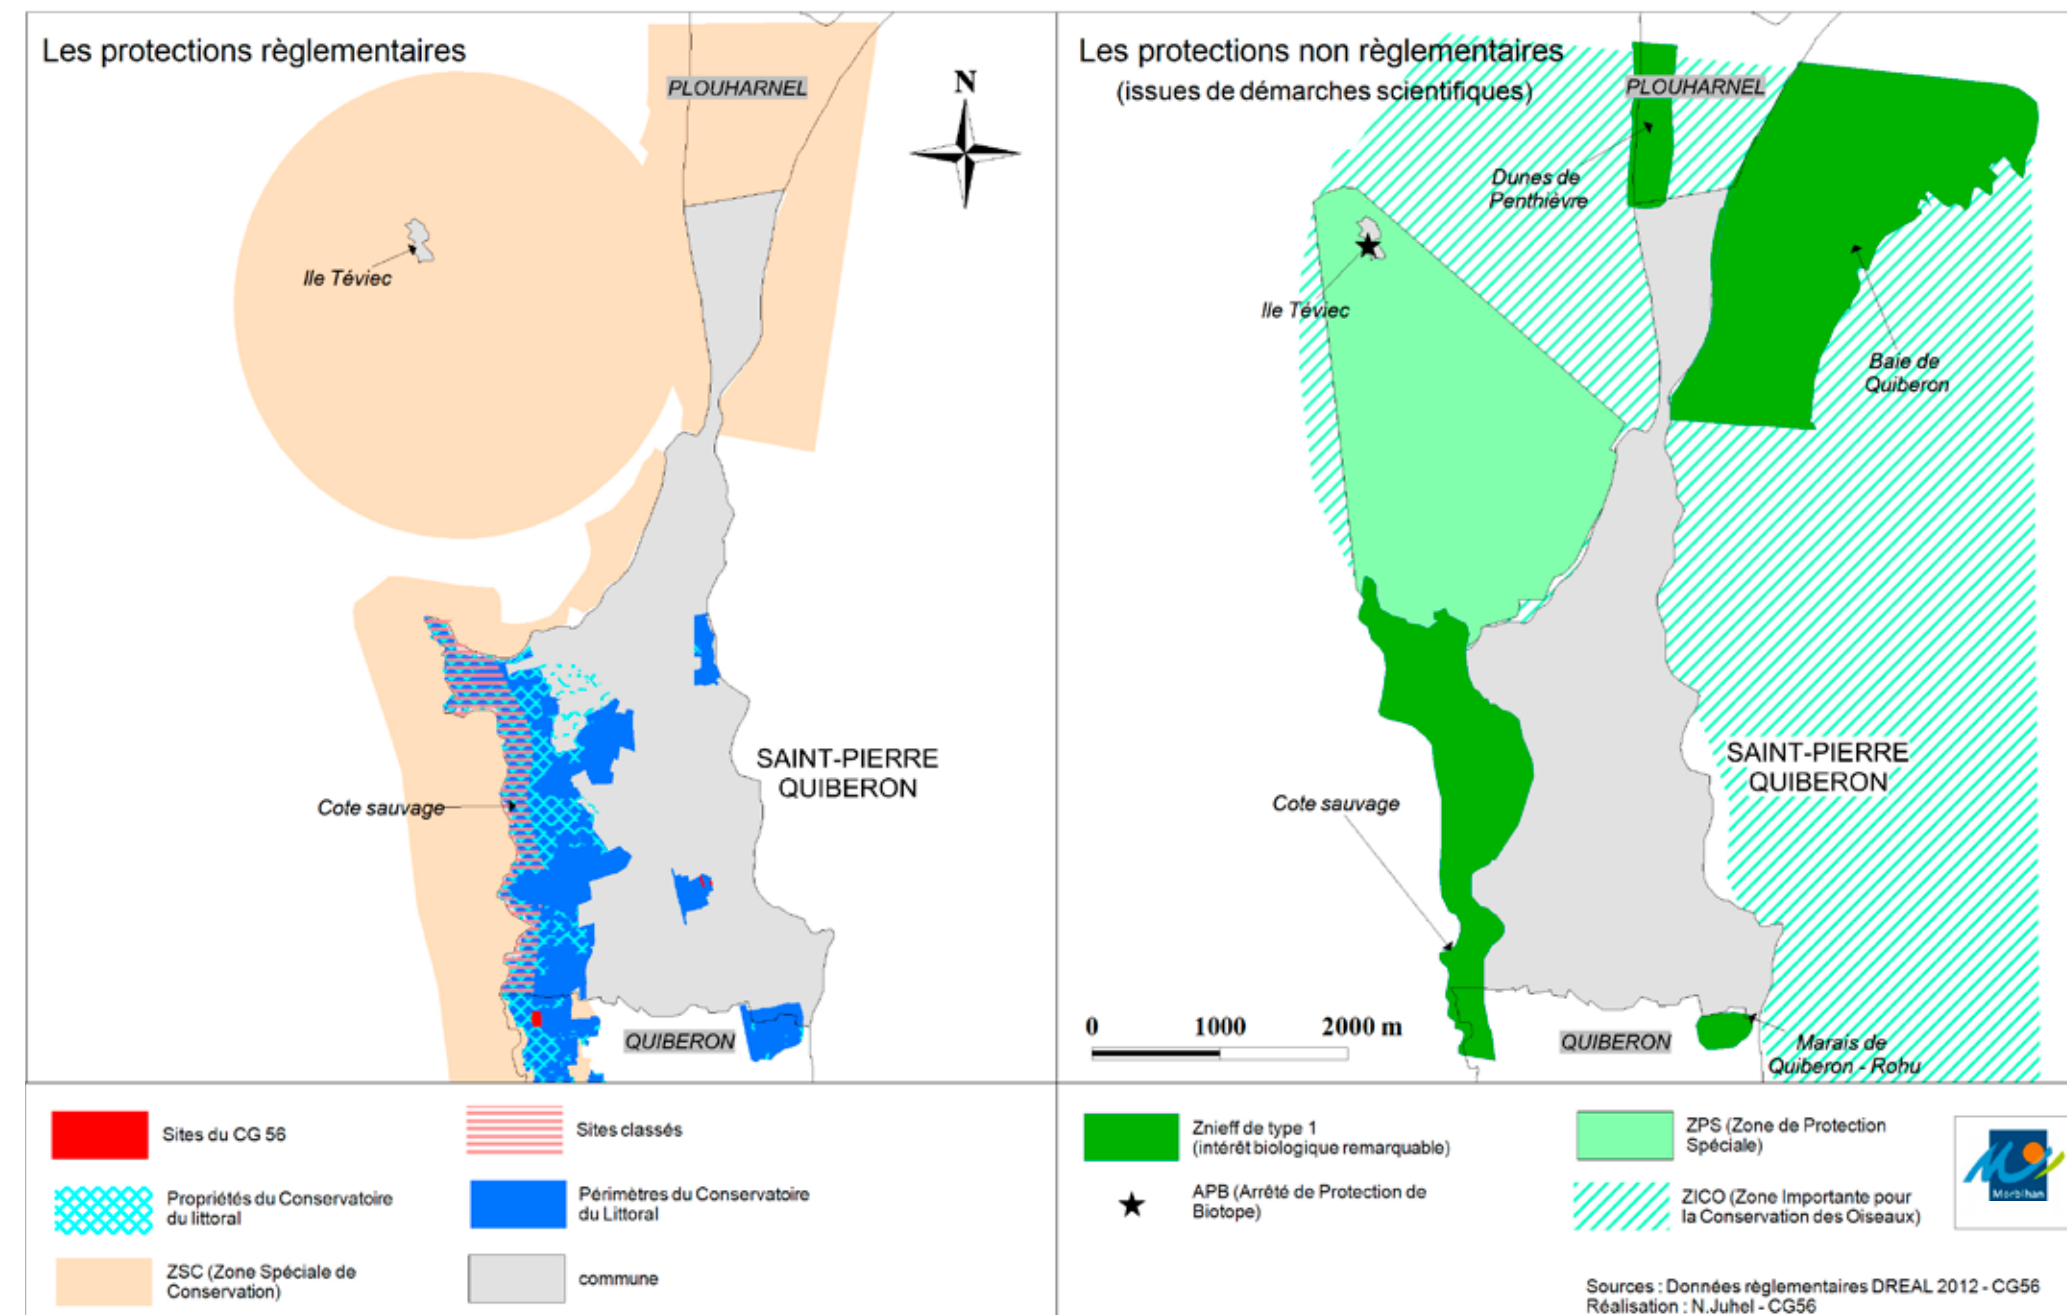 Les protections règlementaires
PLOUHARNEL
N
Ile Téviec
Cote sauvage
SAINT-PIERRE
QUIBERON
QUIBERON
Les protections non règlementaires
(issues de démarches scientifiques)
PLOUHARNEL
Dunes de
Penthièvre
Ile Téviec
Baie de
Quiberon
Cote sauvage
SAINT-PIERRE
QUIBERON
0 1000 2000 m
QUIBERON
Marais de
Quiberon - Rohu
Sites du CG 56
Sites classés
Propriétés du Conservatoire
du littoral
Périmètres du Conservatoire
du Littoral
ZSC (Zone Spéciale de
Conservation)
commune
Znieff de type 1
(intérêt biologique remarquable)
ZPS (Zone de Protection
Spéciale)
APB (Arrêté de Protection de
Biotope)
ZICO (Zone Importante pour
la Conservation des Oiseaux)
Morbihan
Sources : Données règlementaires DREAL 2012 - CG56
Réalisation : N.Juhel - CG56